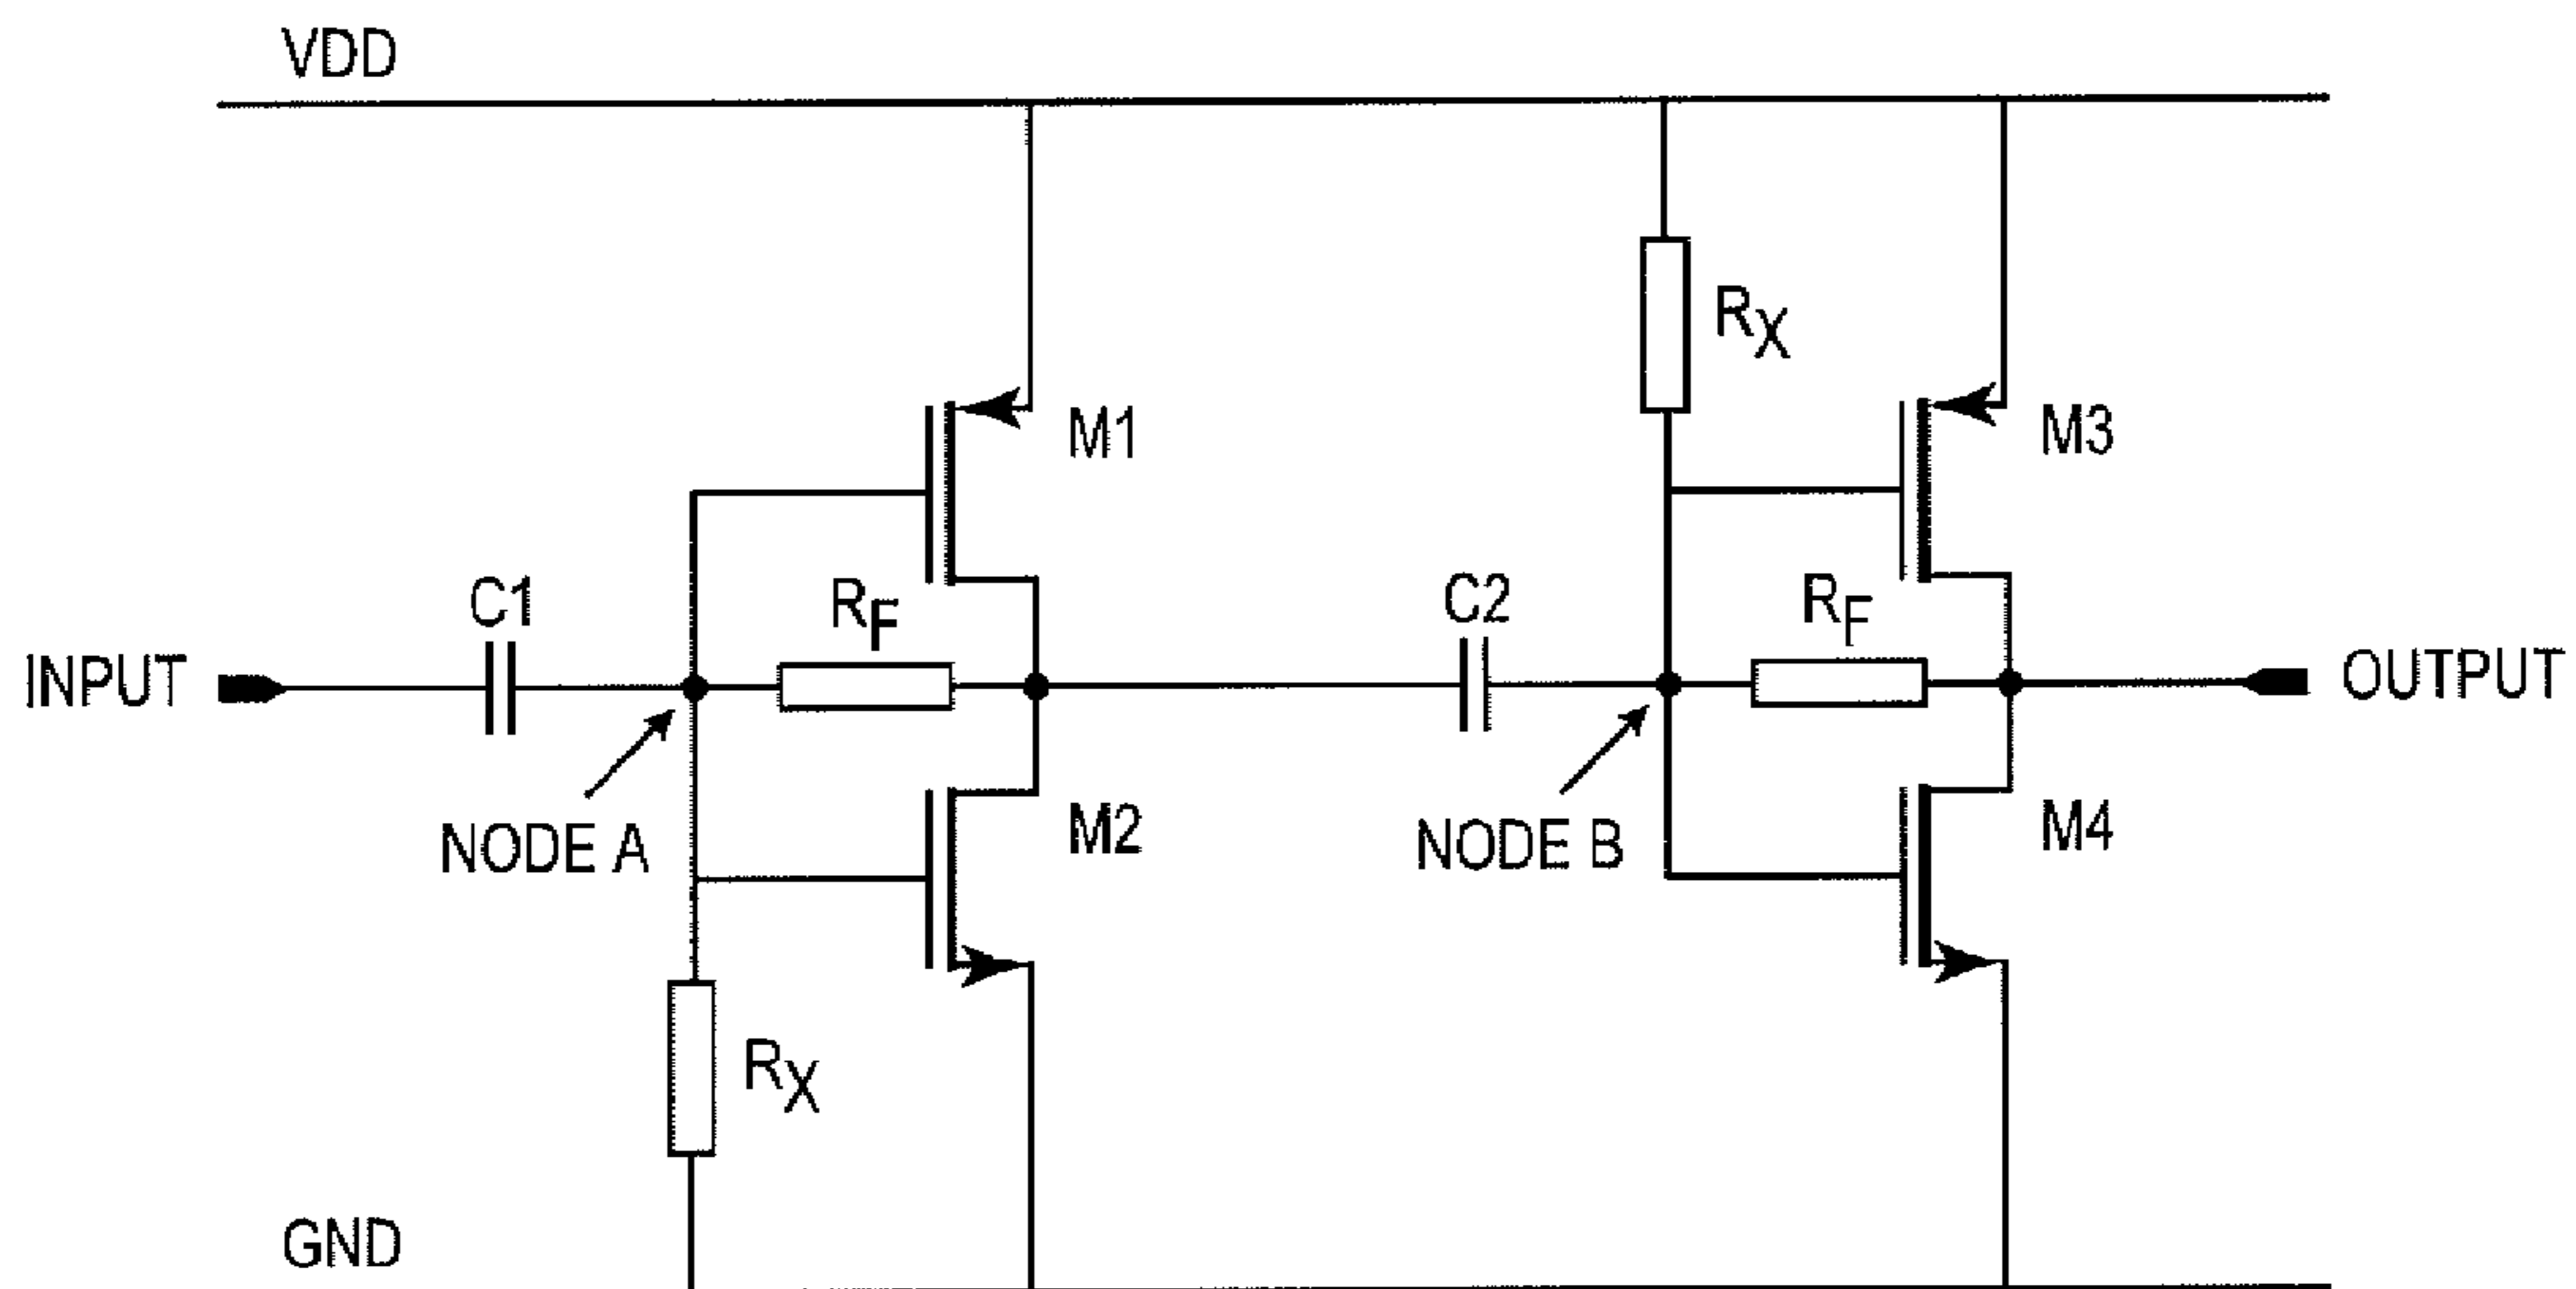 VDD
RX
M1
M3
C1
RF
C2
RF
INPUT
OUTPUT
NODE A
M2
NODE B
M4
RX
GND